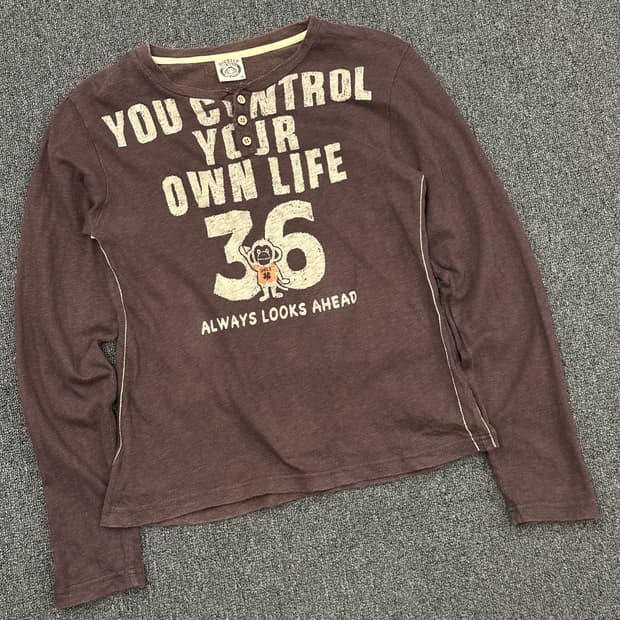 YOU CONTROL
YOUR
OWN LIFE
36
ALWAYS LOOKS AHEAD